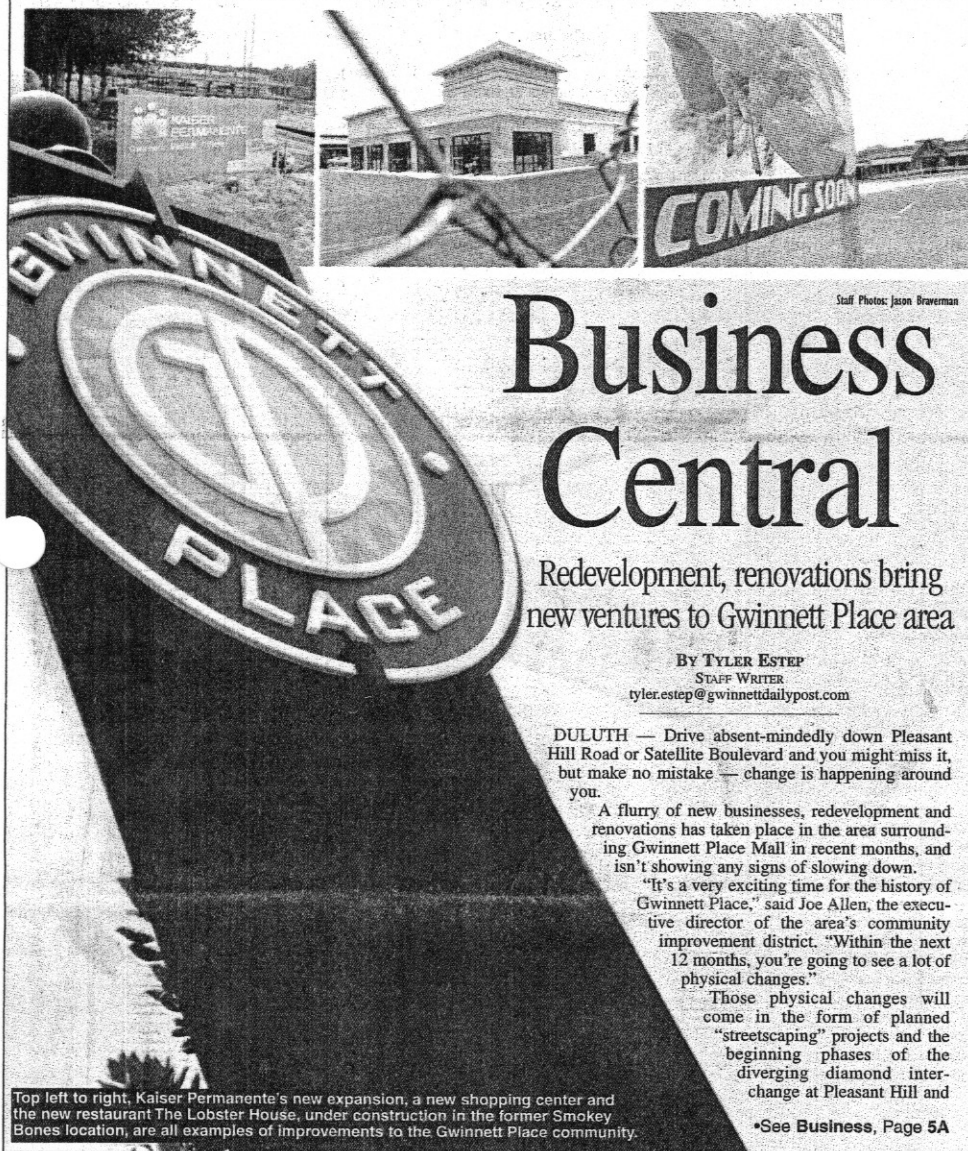 KAISER
PERMANENTE
COMING SOON
GWINNETT
PLACE
Staff Photos: Jason Braverman
Business
Central
Redevelopment, renovations bring
new ventures to Gwinnett Place area
BY TYLER ESTEP
STAFF WRITER
tyler.estep@gwinnettdailypost.com
DULUTH — Drive absent-mindedly down Pleasant
Hill Road or Satellite Boulevard and you might miss it,
but make no mistake — change is happening around
you.
A flurry of new businesses, redevelopment and
renovations has taken place in the area surround-
ing Gwinnett Place Mall in recent months, and
isn't showing any signs of slowing down.
"It's a very exciting time for the history of
Gwinnett Place," said Joe Allen, the execu-
tive director of the area's community
improvement district. "Within the next
12 months, you're going to see a lot of
physical changes."
Those physical changes will
come in the form of planned
"streetscaping" projects and the
beginning phases of the
diverging diamond inter-
change at Pleasant Hill and
•See Business, Page 5A
Top left to right, Kaiser Permanente's new expansion, a new shopping center and
the new restaurant The Lobster House, under construction in the former Smokey
Bones location, are all examples of improvements to the Gwinnett Place community.